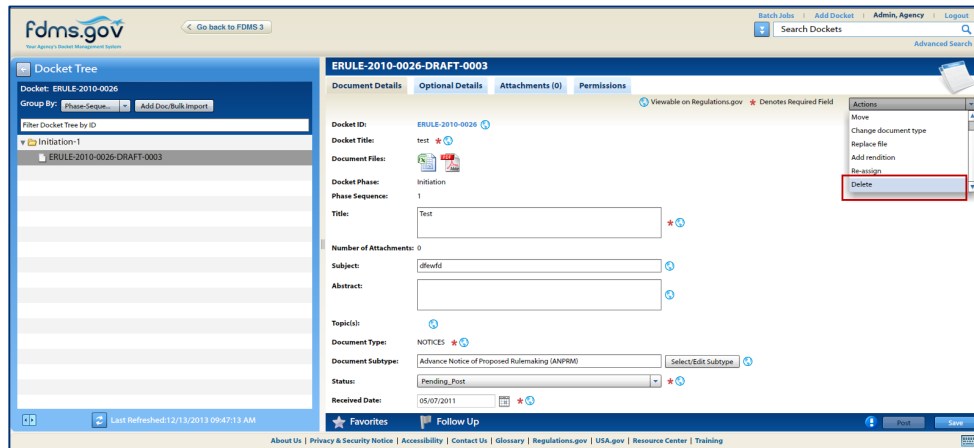 Batch Jobs | Add Docket | Admin, Agency | Logout
fdms.gov
Your Agency's Docket Management System
Go back to FDMS 3
Search Dockets
Advanced Search
Docket Tree
Docket: ERULE-2010-0026
Group By: Phase-Seque... Add Doc/Bulk Import
Filter Docket Tree by ID
Initiation-1
ERULE-2010-0026-DRAFT-0003
Last Refreshed:12/13/2013 09:47:13 AM
ERULE-2010-0026-DRAFT-0003
Document Details Optional Details Attachments (0) Permissions
Viewable on Regulations.gov * Denotes Required Field
Actions
Move
Change document type
Replace file
Add rendition
Re-assign
Delete
Docket ID: ERULE-2010-0026
Docket Title: test *
Document Files: PDF
Docket Phase: Initiation
Phase Sequence: 1
Title: Test *
Number of Attachments: 0
Subject: dfewfd
Abstract:
Topic(s):
Document Type: NOTICES *
Document Subtype: Advance Notice of Proposed Rulemaking (ANPRM) Select/Edit Subtype
Status: Pending_Post *
Received Date: 05/07/2011 *
Favorites Follow Up Post Save
About Us | Privacy & Security Notice | Accessibility | Contact Us | Glossary | Regulations.gov | USA.gov | Resource Center | Training